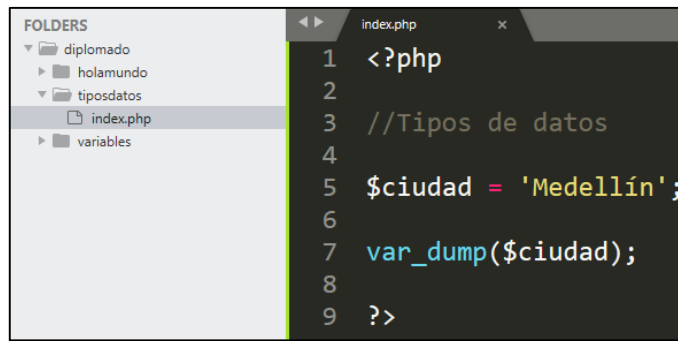 FOLDERS
diplomado
holamundo
tiposdatos
index.php
variables
index.php ×
1 <?php
2
3 //Tipos de datos
4
5 $ciudad = 'Medellín';
6
7 var_dump($ciudad);
8
9 ?>